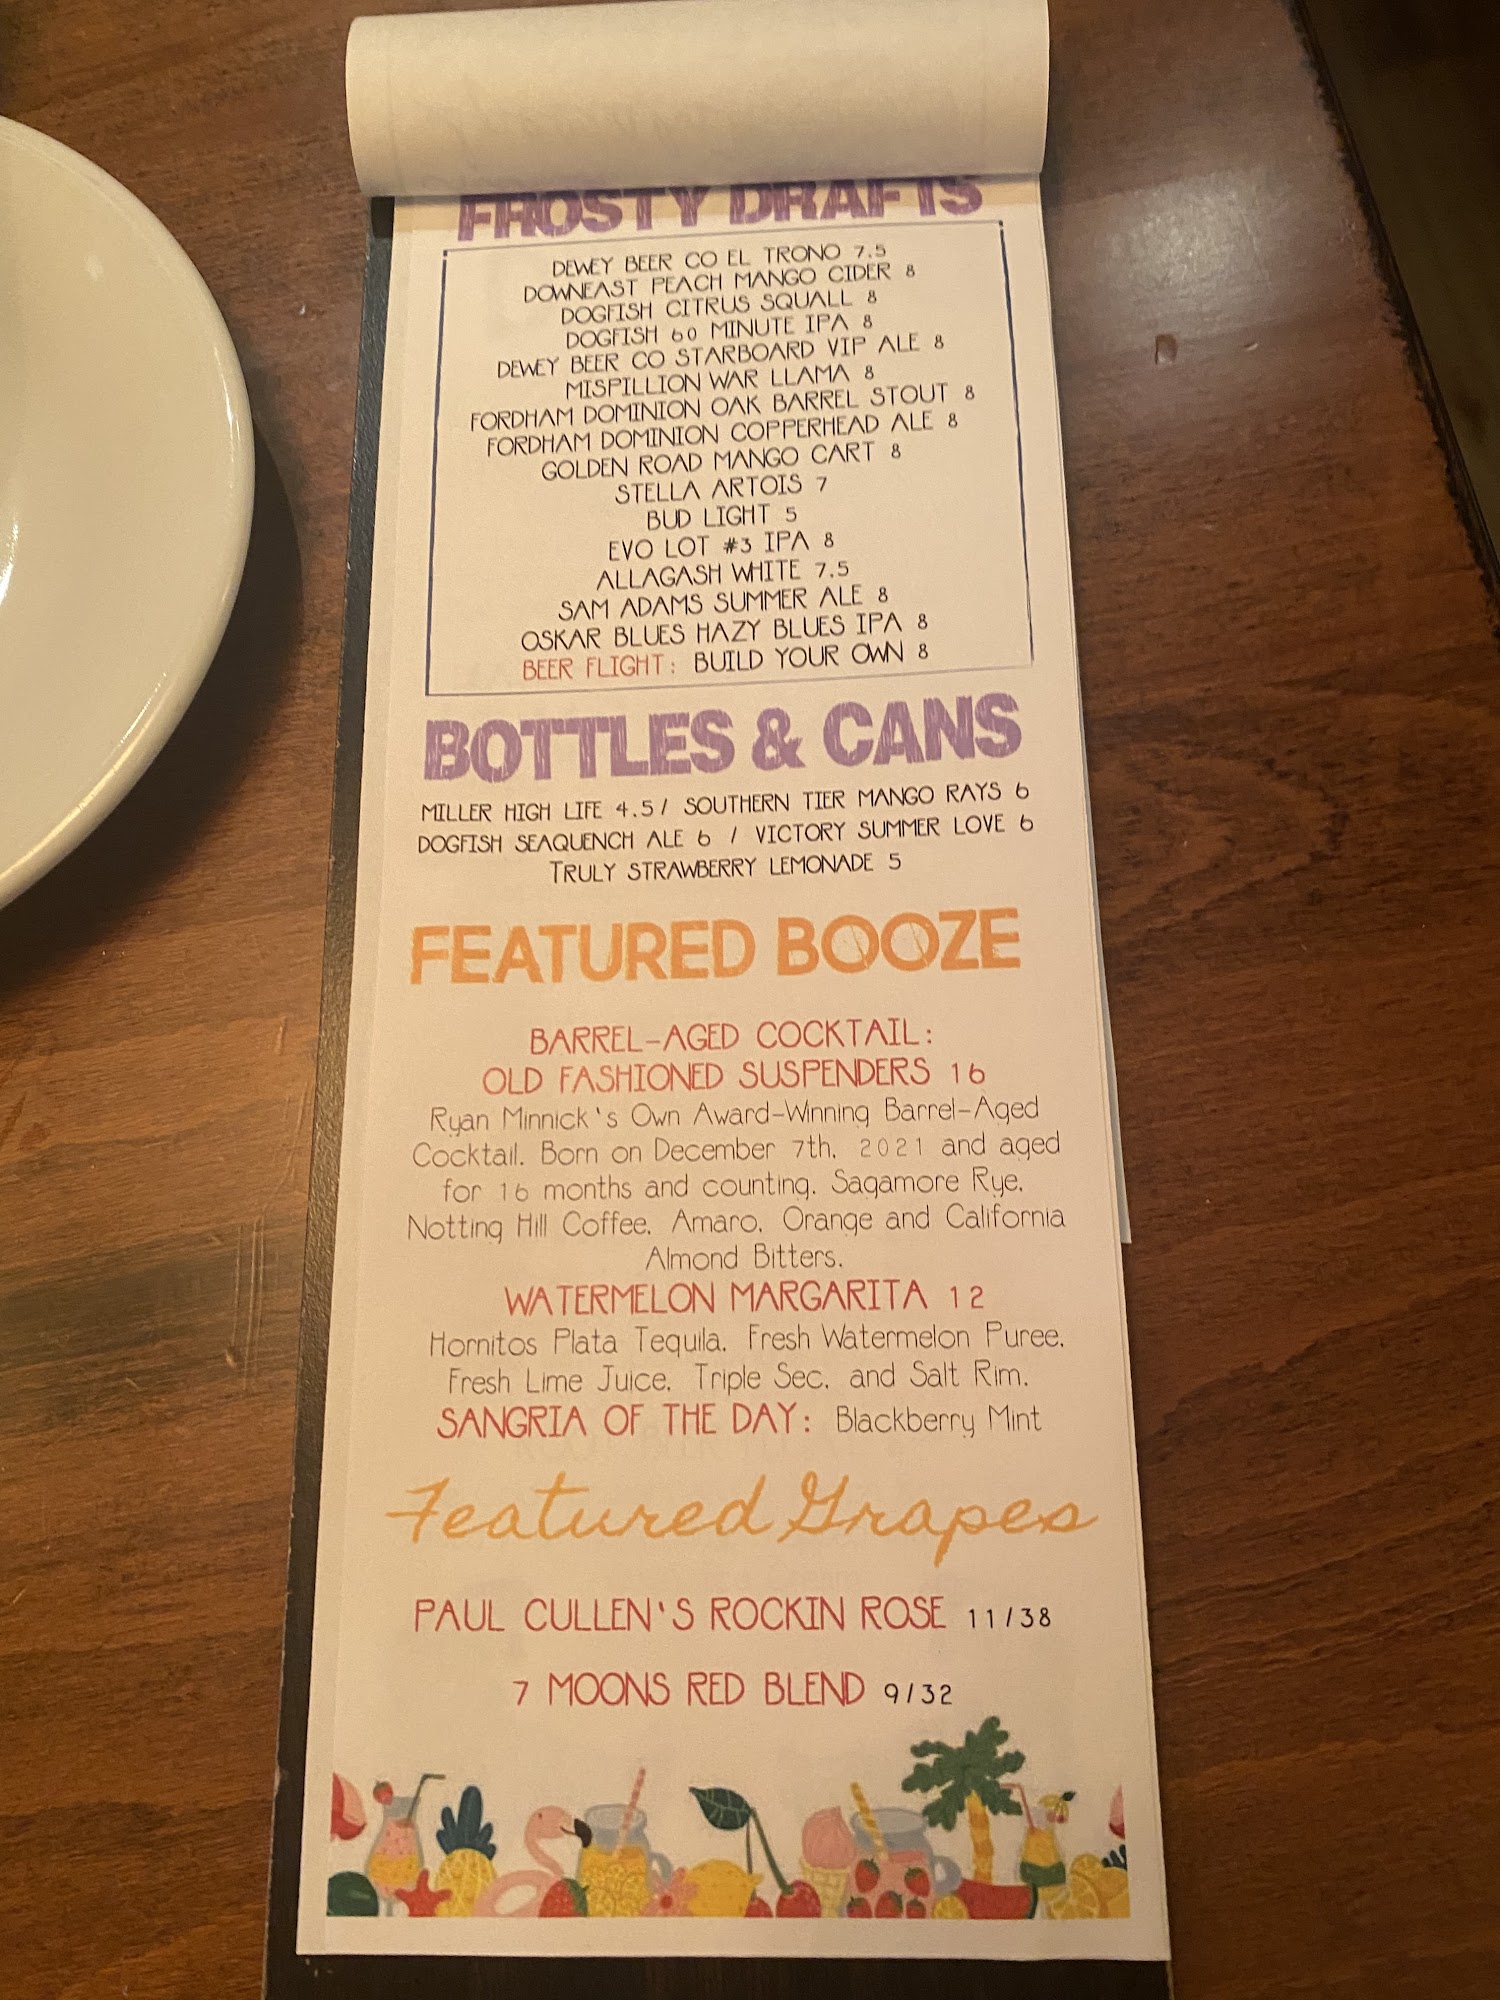 FROSTY DRAFTS
DEWEY BEER CO EL TRONO 7.5
DOWNEAST PEACH MANGO CIDER 8
DOGFISH CITRUS SQUALL 8
DOGFISH 60 MINUTE IPA 8
DEWEY BEER CO STARBOARD VIP ALE 8
MISPILLION WAR LLAMA 8
FORDHAM DOMINION OAK BARREL STOUT 8
FORDHAM DOMINION COPPERHEAD ALE 8
GOLDEN ROAD MANGO CART 8
STELLA ARTOIS 7
BUD LIGHT 5
EVO LOT #3 IPA 8
ALLAGASH WHITE 7.5
SAM ADAMS SUMMER ALE 8
OSKAR BLUES HAZY BLUES IPA 8
BEER FLIGHT: BUILD YOUR OWN 8
BOTTLES & CANS
MILLER HIGH LIFE 4.5/ SOUTHERN TIER MANGO RAYS 6
DOGFISH SEAQUENCH ALE 6 / VICTORY SUMMER LOVE 6
TRULY STRAWBERRY LEMONADE 5
FEATURED BOOZE
BARREL-AGED COCKTAIL:
OLD FASHIONED SUSPENDERS 16
Ryan Minnick's Own Award-Winning Barrel-Aged
Cocktail. Born on December 7th, 2021 and aged
for 16 months and counting. Sagamore Rye,
Notting Hill Coffee, Amaro, Orange and California
Almond Bitters.
WATERMELON MARGARITA 12
Hornitos Plata Tequila, Fresh Watermelon Puree,
Fresh Lime Juice, Triple Sec, and Salt Rim.
SANGRIA OF THE DAY: Blackberry Mint
Featured Grapes
PAUL CULLEN'S ROCKIN ROSE 11/38
7 MOONS RED BLEND 9/32